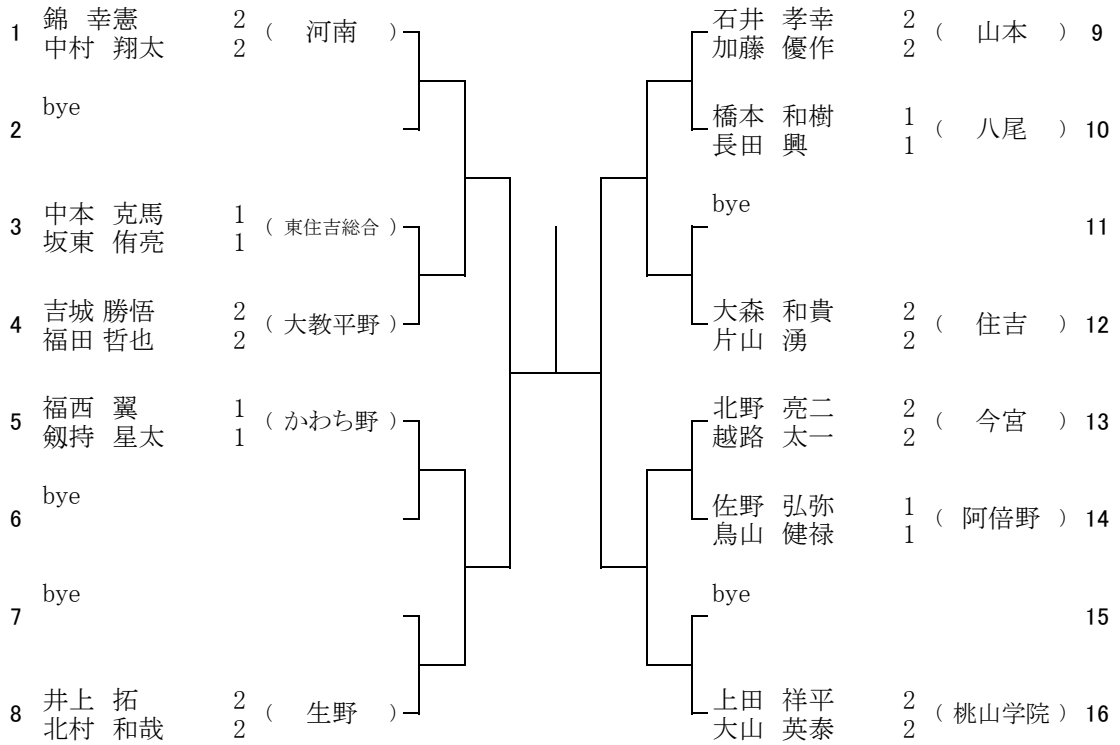 1 錦 幸憲 2 ( 河南 )
中村 翔太 2
2 bye
3 中本 克馬 1 ( 東住吉総合 )
坂東 侑亮 1
4 吉城 勝悟 2 ( 大教平野 )
福田 哲也 2
5 福西 翼 1 ( かわち野 )
剱持 星太 1
6 bye
7 bye
8 井上 拓 2 ( 生野 )
北村 和哉 2
石井 孝幸 2 ( 山本 ) 9
加藤 優作 2
橋本 和樹 1 ( 八尾 ) 10
長田 興 1
bye 11
大森 和貴 2 ( 住吉 ) 12
片山 湧 2
北野 亮二 2 ( 今宮 ) 13
越路 太一 2
佐野 弘弥 1 ( 阿倍野 ) 14
鳥山 健禄 1
bye 15
上田 祥平 2 ( 桃山学院 ) 16
大山 英泰 2